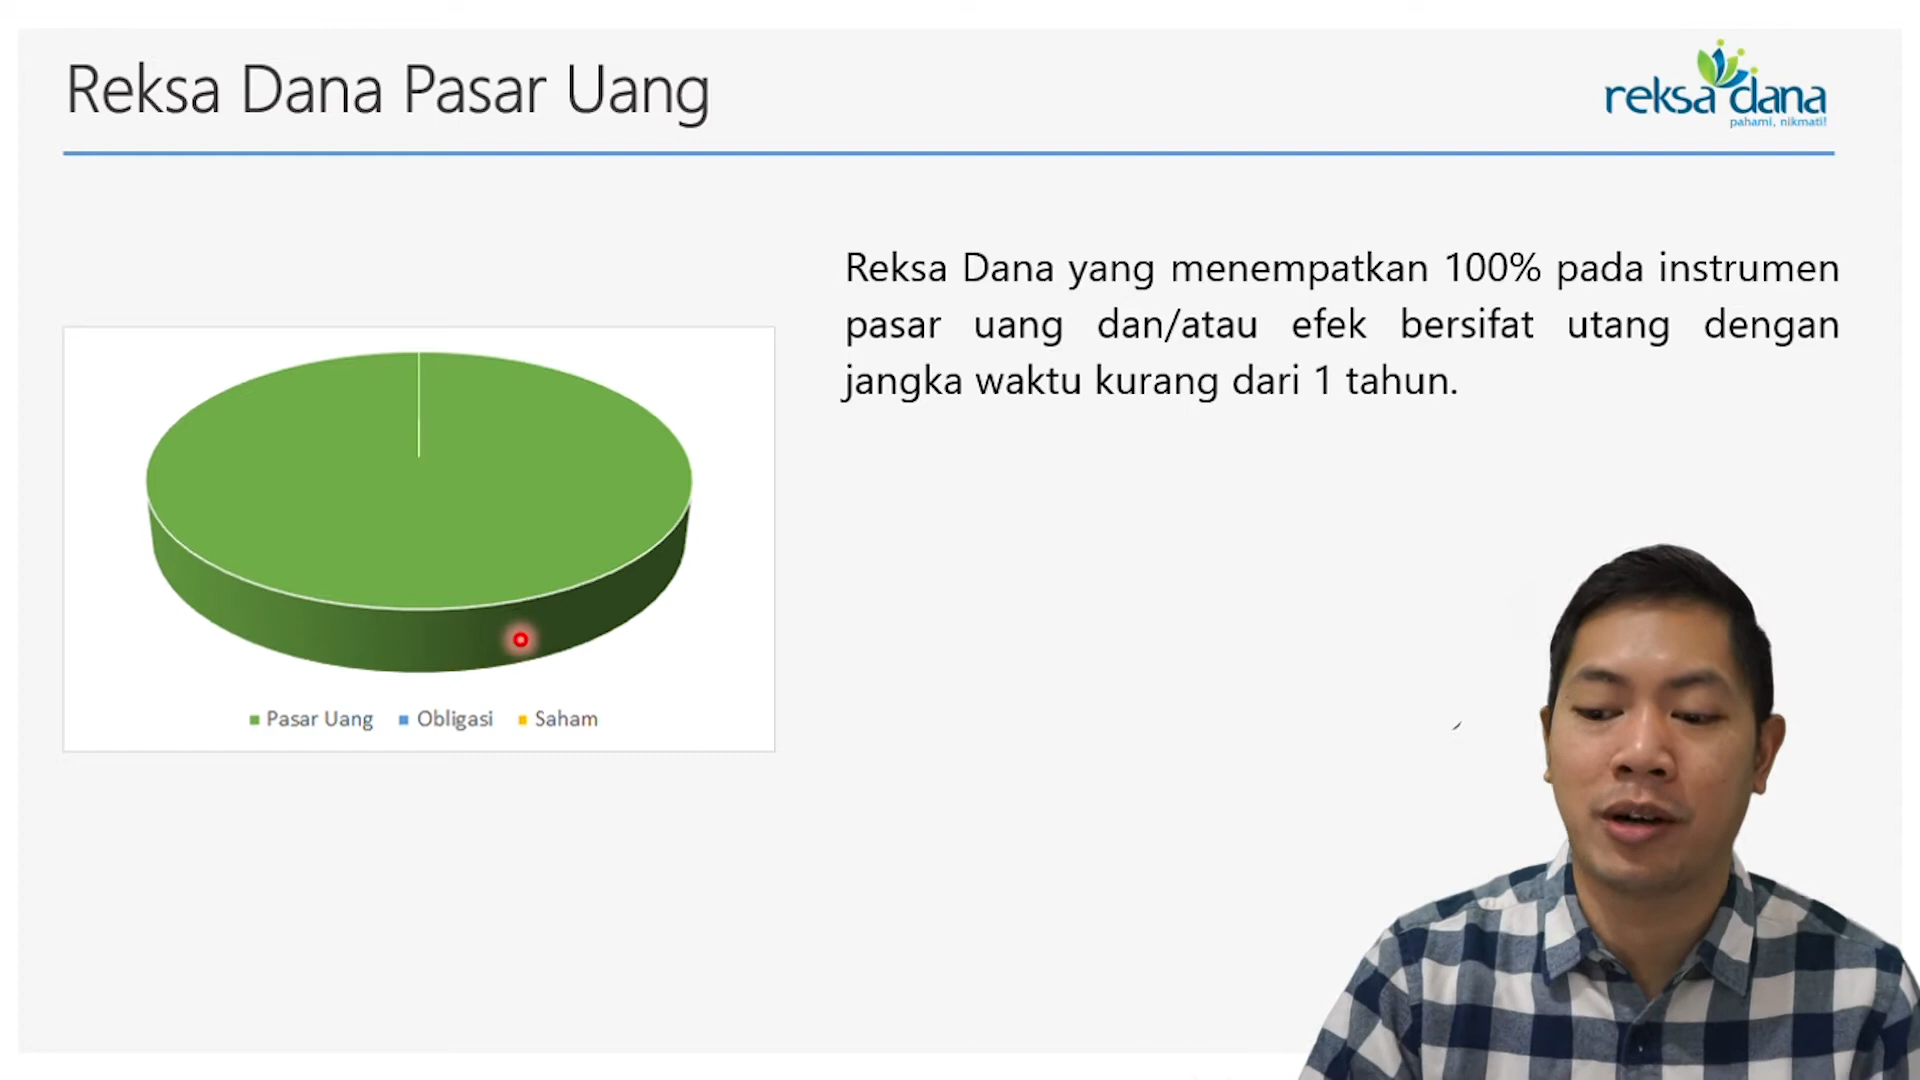 Reksa Dana Pasar Uang
reksa dana
pahami, nikmati!
Reksa Dana yang menempatkan 100% pada instrumen
pasar uang dan/atau efek bersifat utang dengan
jangka waktu kurang dari 1 tahun.
Pasar Uang Obligasi Saham